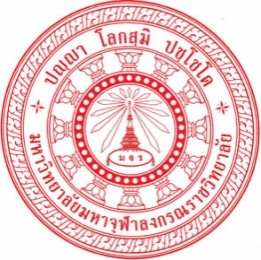 ปญฺญา โลกสฺมิ ปชฺโชโต
มจร
มหาวิทยาลัยมหาจุฬาลงกรณราชวิทยาลัย